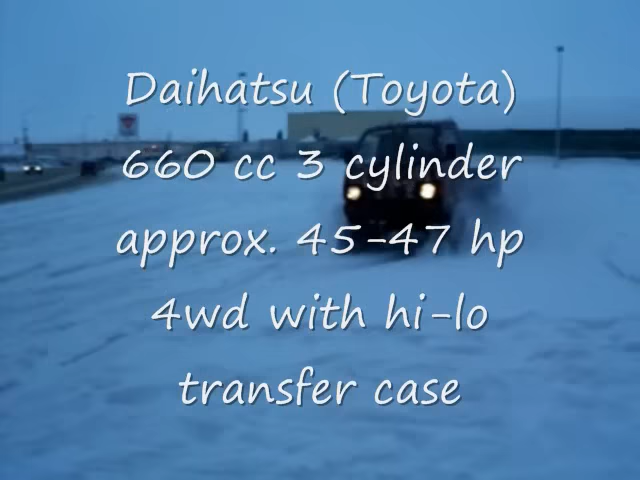 Daihatsu (Toyota)
660 cc 3 cylinder
approx. 45-47 hp
4wd with hi-lo
transfer case